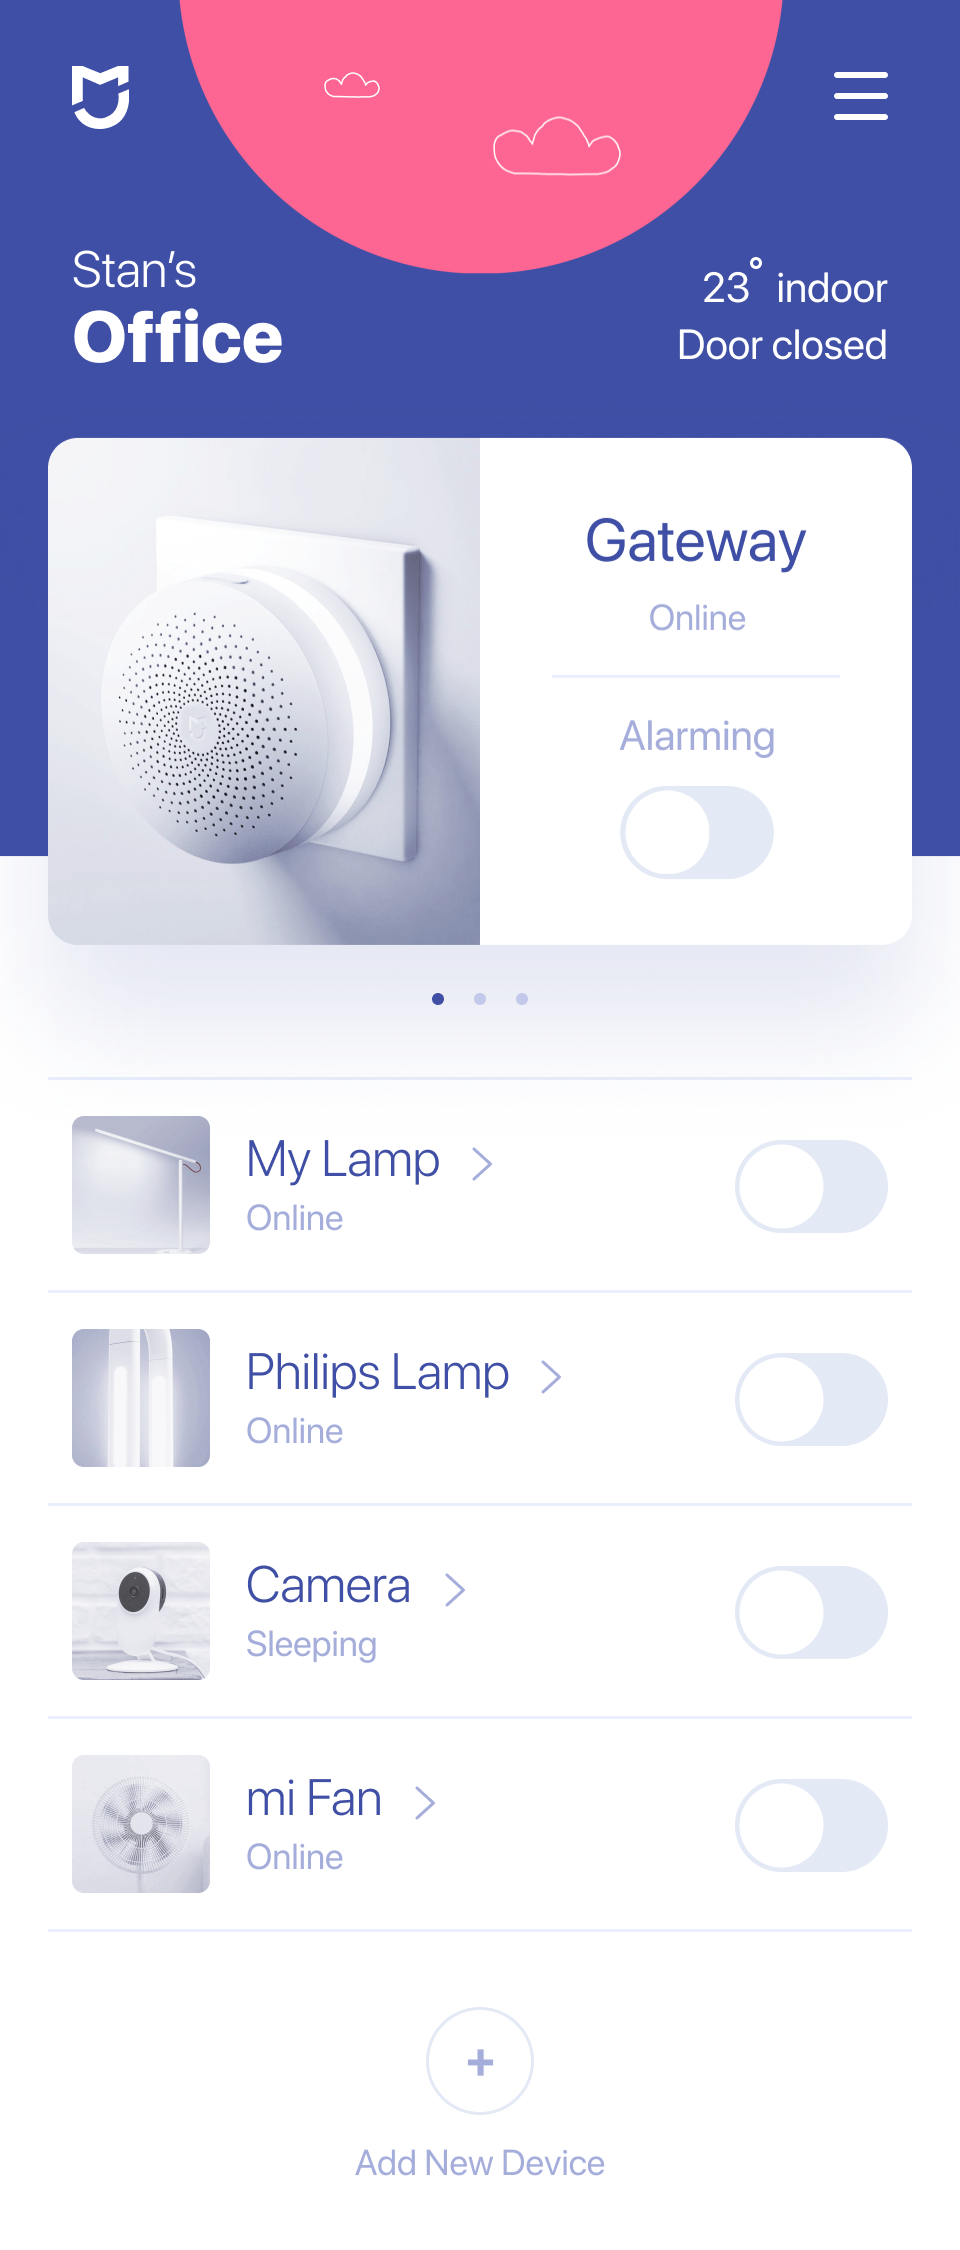 Stan’s
Office
23° indoor
Door closed
Gateway
Online
Alarming
My Lamp
Online
Philips Lamp
Online
Camera
Sleeping
mi Fan
Online
+
Add New Device